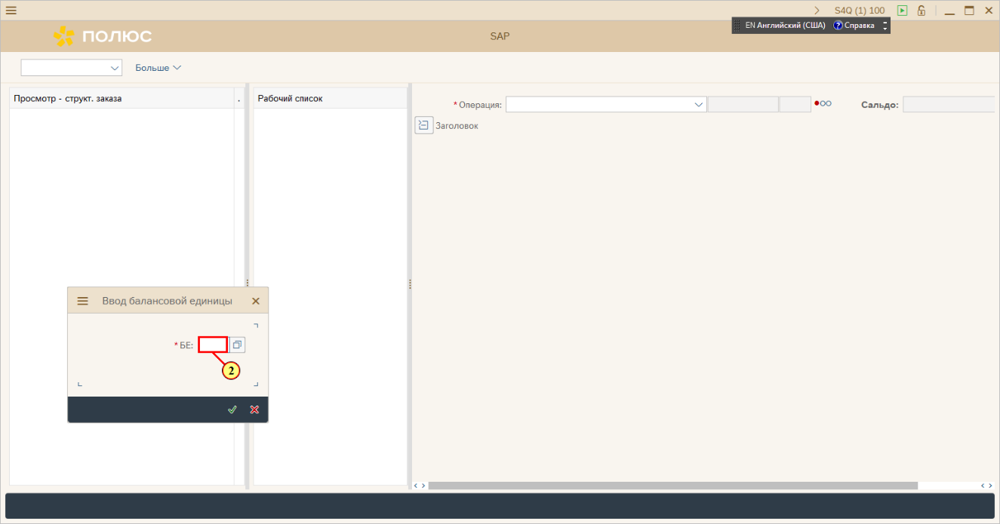 S4Q (1) 100
EN Английский (США) Справка
ПОЛЮС
SAP
Больше
Просмотр - структ. заказа .
Рабочий список
* Операция:
Сальдо:
Заголовок
Ввод балансовой единицы
* БЕ:
2